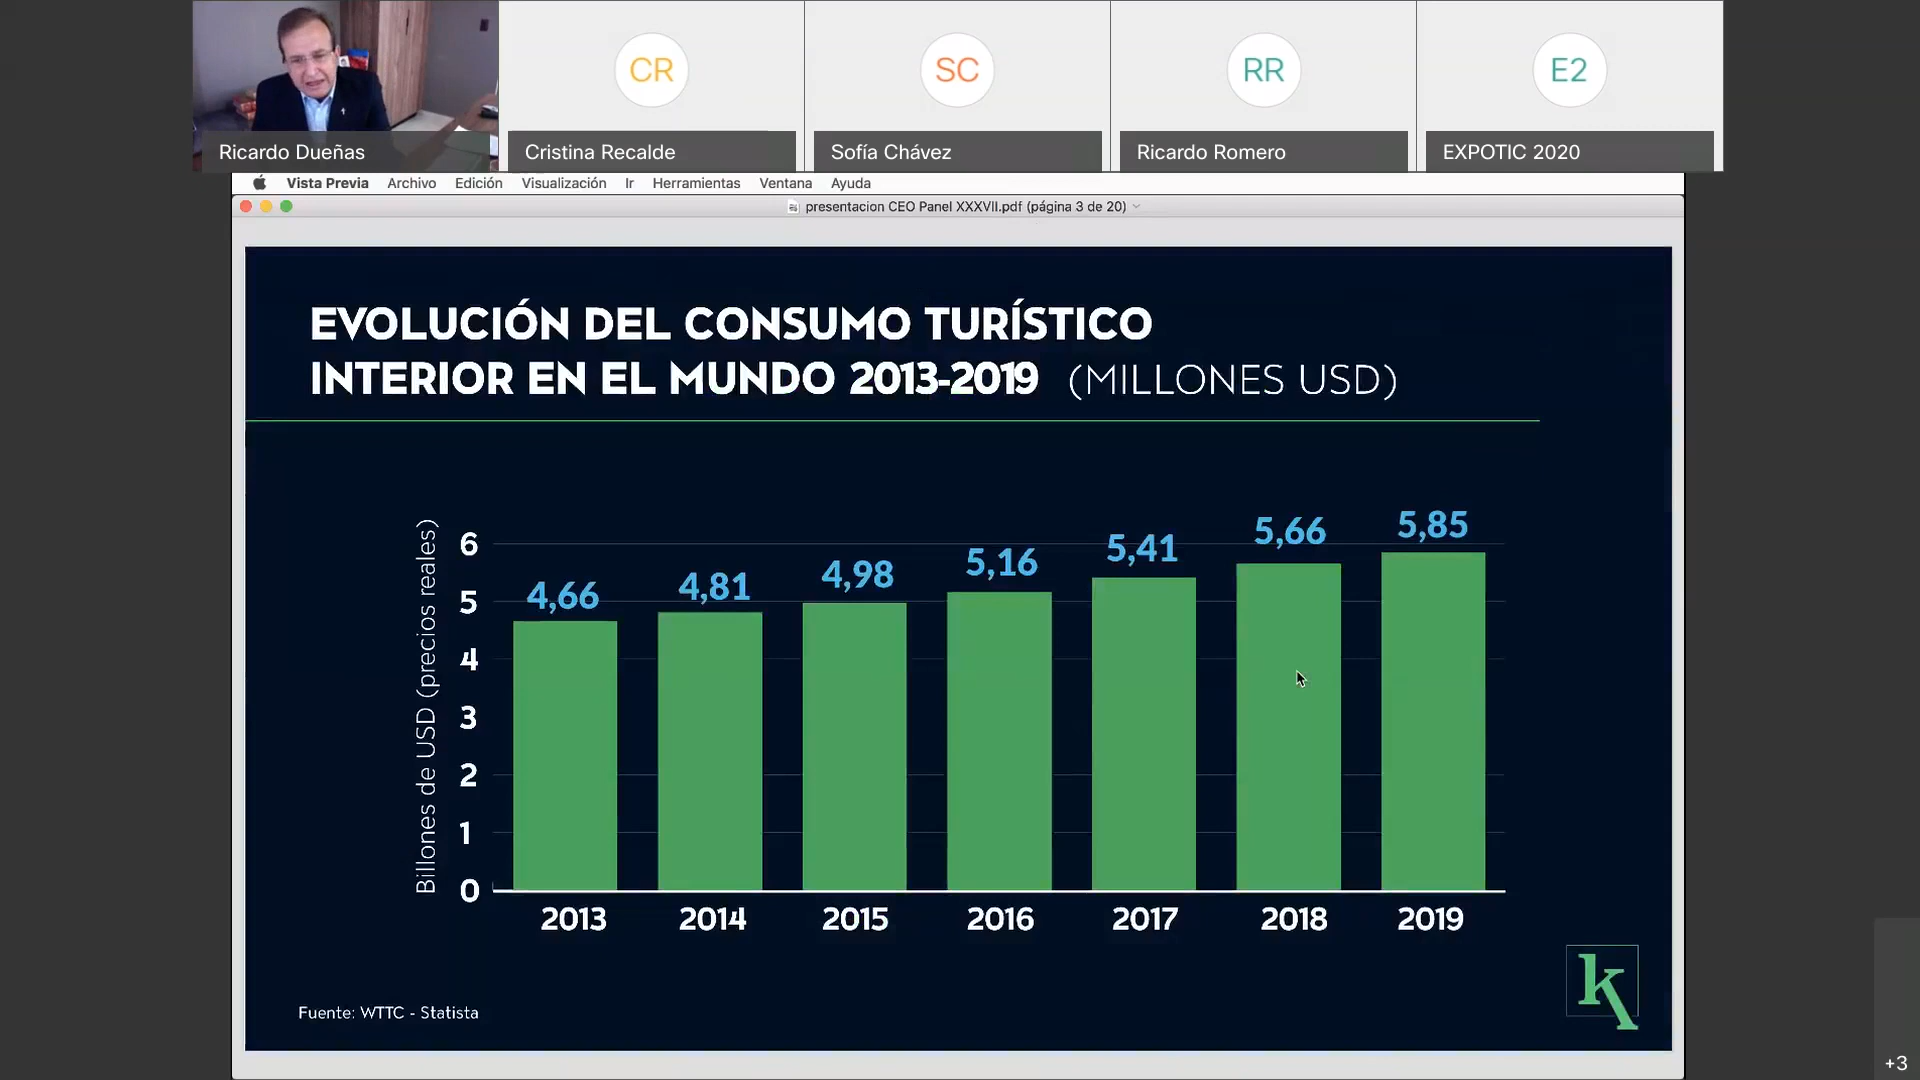 CR
SC
RR
E2
Ricardo Dueñas
Cristina Recalde
Sofía Chávez
Ricardo Romero
EXPOTIC 2020
Vista Previa Archivo Edición Visualización Ir Herramientas Ventana Ayuda
presentacion CEO Panel XXXVII.pdf (página 3 de 20)
EVOLUCIÓN DEL CONSUMO TURÍSTICO
INTERIOR EN EL MUNDO 2013-2019 (MILLONES USD)
Billones de USD (precios reales)
6
5
4
3
2
1
0
4,66
4,81
4,98
5,16
5,41
5,66
5,85
2013
2014
2015
2016
2017
2018
2019
Fuente: WTTC - Statista
k
+3